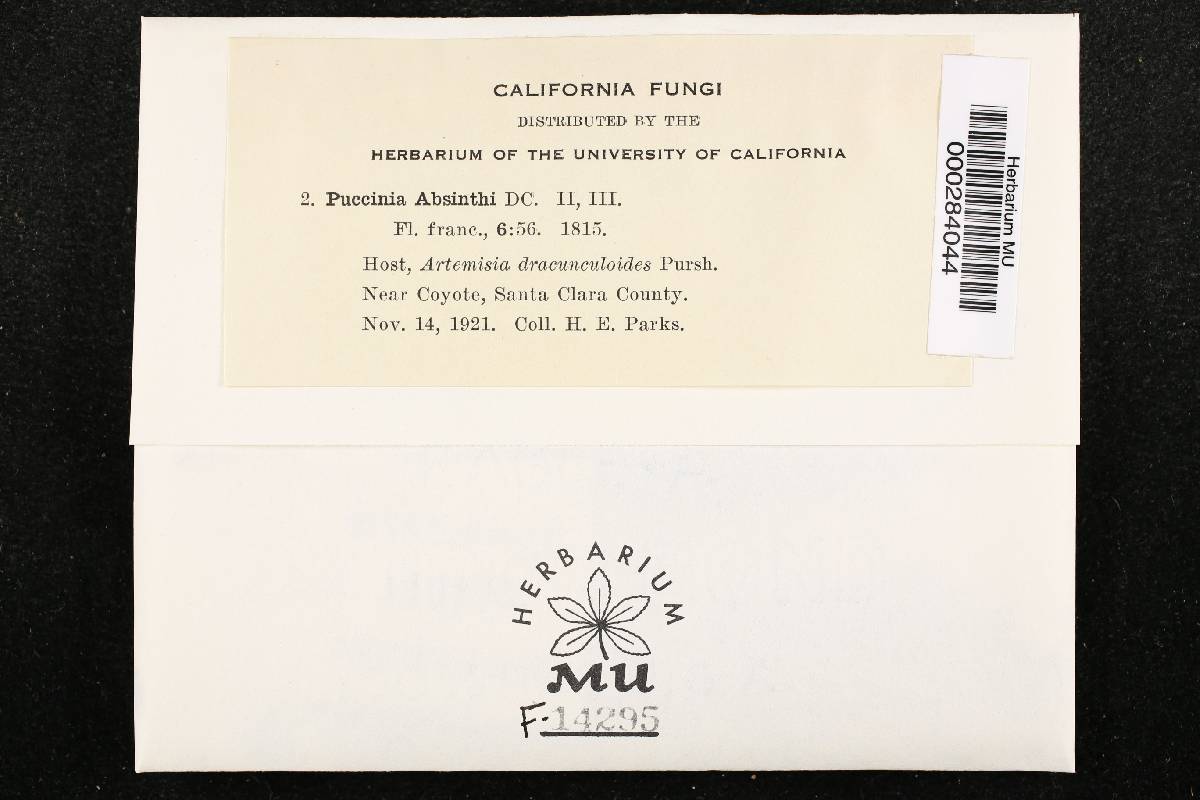 CALIFORNIA FUNGI
DISTRIBUTED BY THE
HERBARIUM OF THE UNIVERSITY OF CALIFORNIA
2. Puccinia Absinthi DC. II, III.
Fl. franc., 6:56. 1815.
Host, Artemisia dracunculoides Pursh.
Near Coyote, Santa Clara County.
Nov. 14, 1921. Coll. H. E. Parks.
Herbarium MU
000284044
HERBARIUM
MU
F-14295